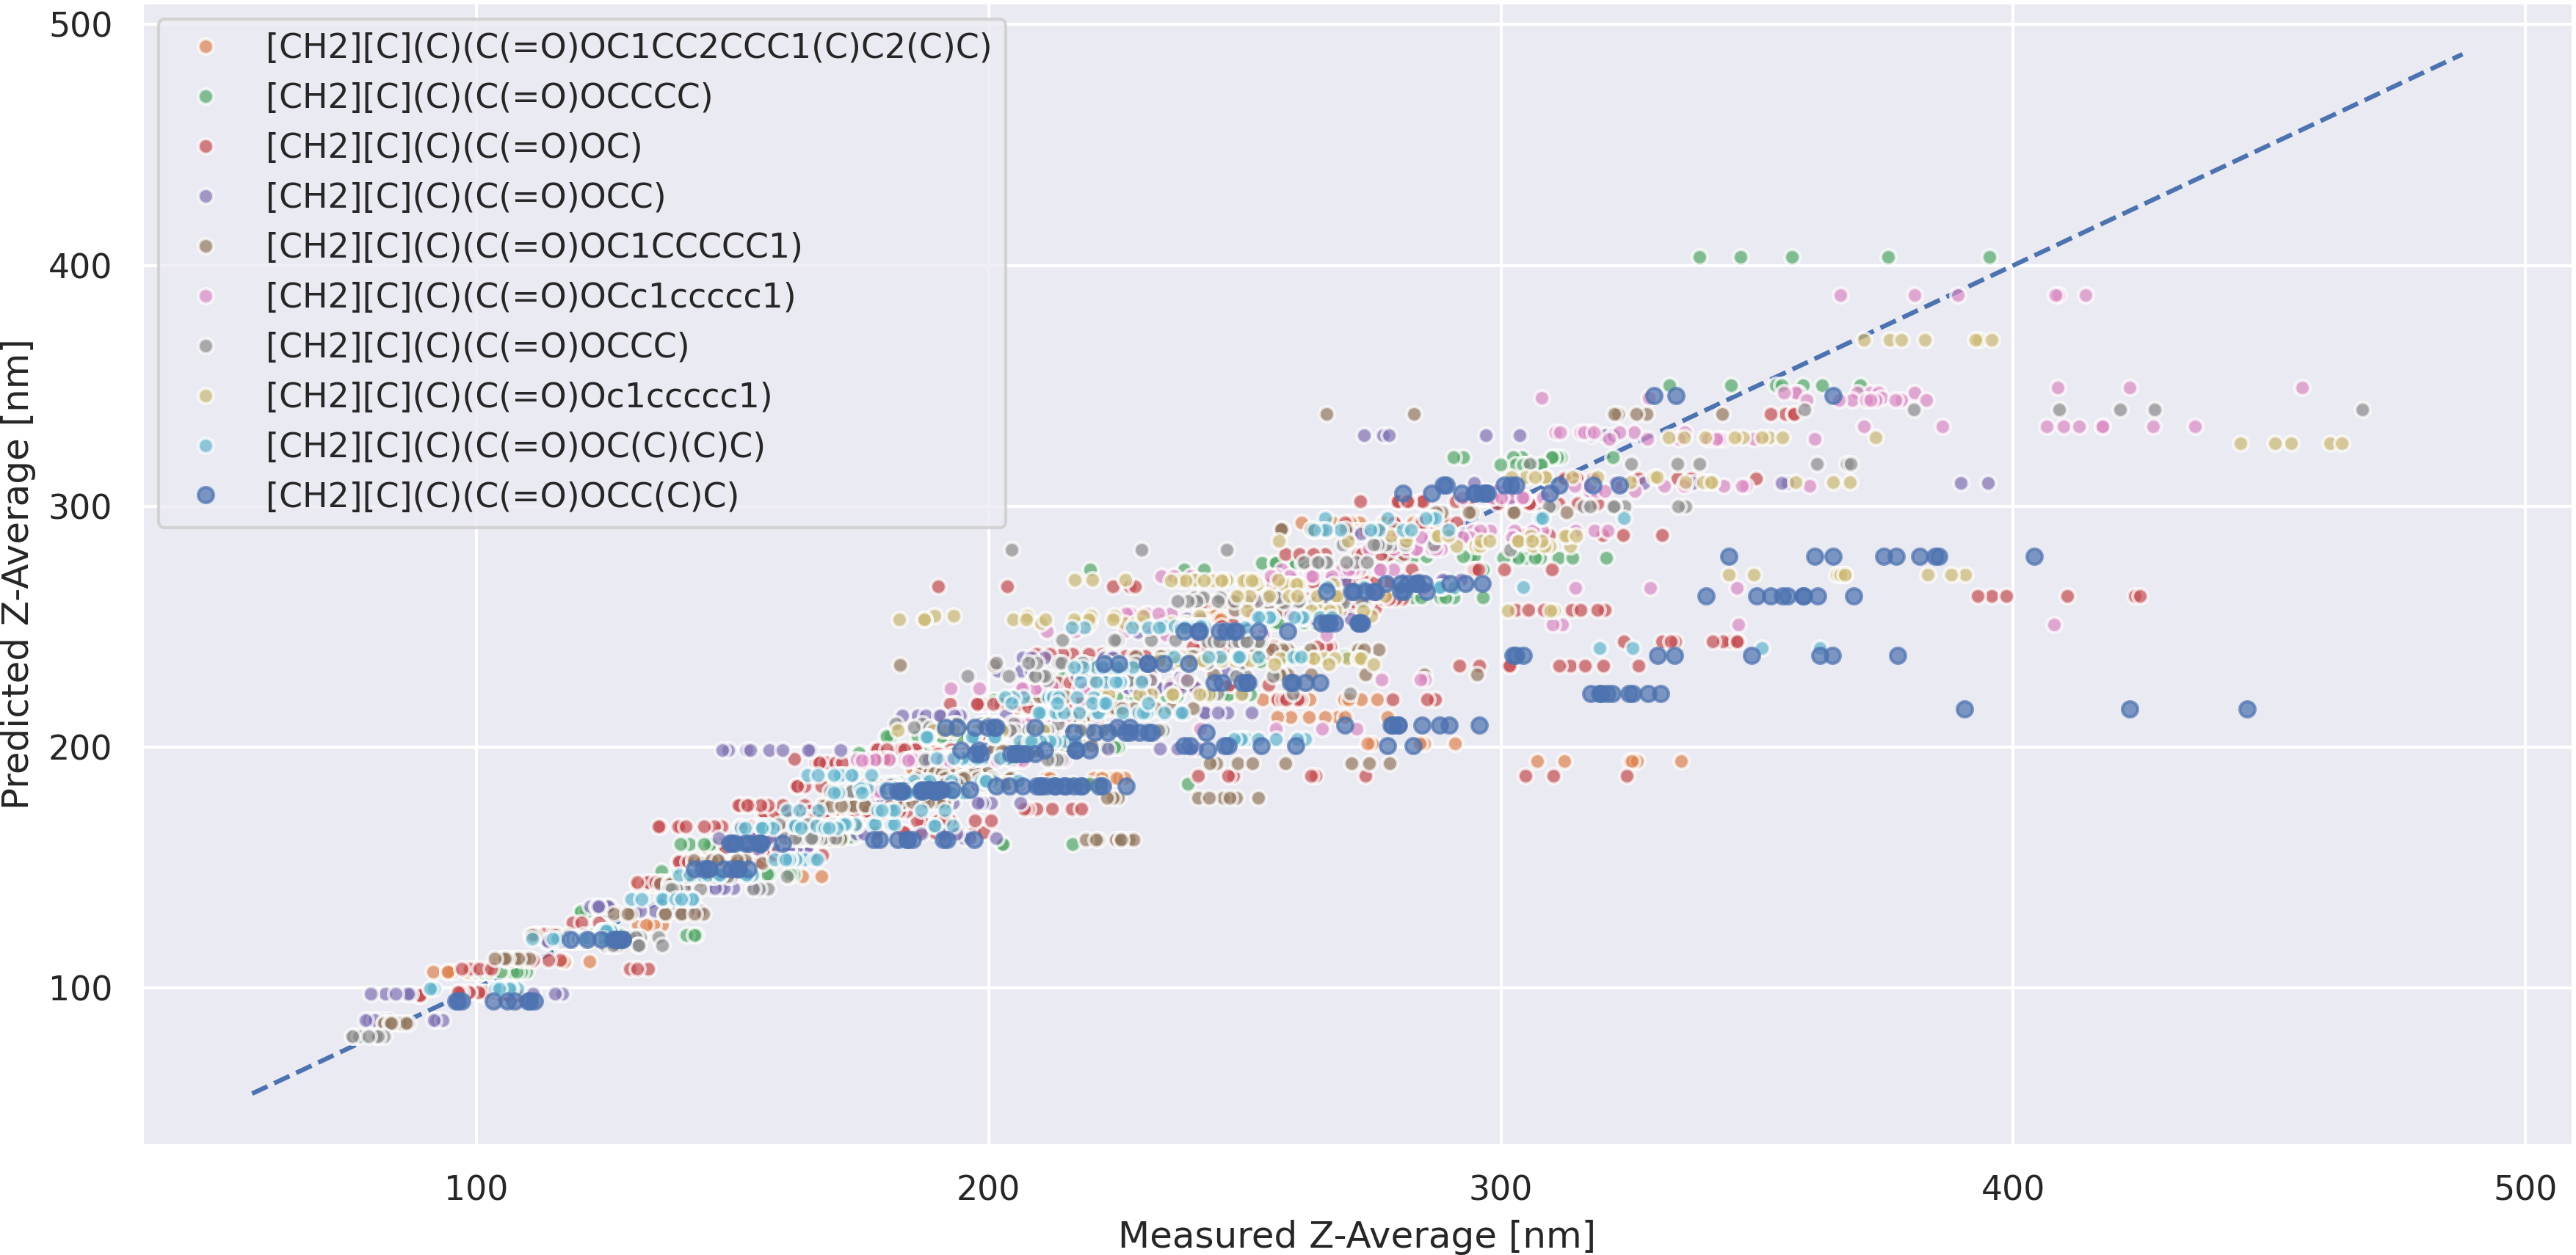 500
400
300
200
100
Predicted Z-Average [nm]
[CH2][C](C)(C(=O)OC1CC2CCC1(C)C2(C)C)
[CH2][C](C)(C(=O)OCCCC)
[CH2][C](C)(C(=O)OC)
[CH2][C](C)(C(=O)OCC)
[CH2][C](C)(C(=O)OC1CCCCC1)
[CH2][C](C)(C(=O)OCc1ccccc1)
[CH2][C](C)(C(=O)OCCC)
[CH2][C](C)(C(=O)Oc1ccccc1)
[CH2][C](C)(C(=O)OC(C)(C)C)
[CH2][C](C)(C(=O)OCC(C)C)
100 200 300 400 500
Measured Z-Average [nm]